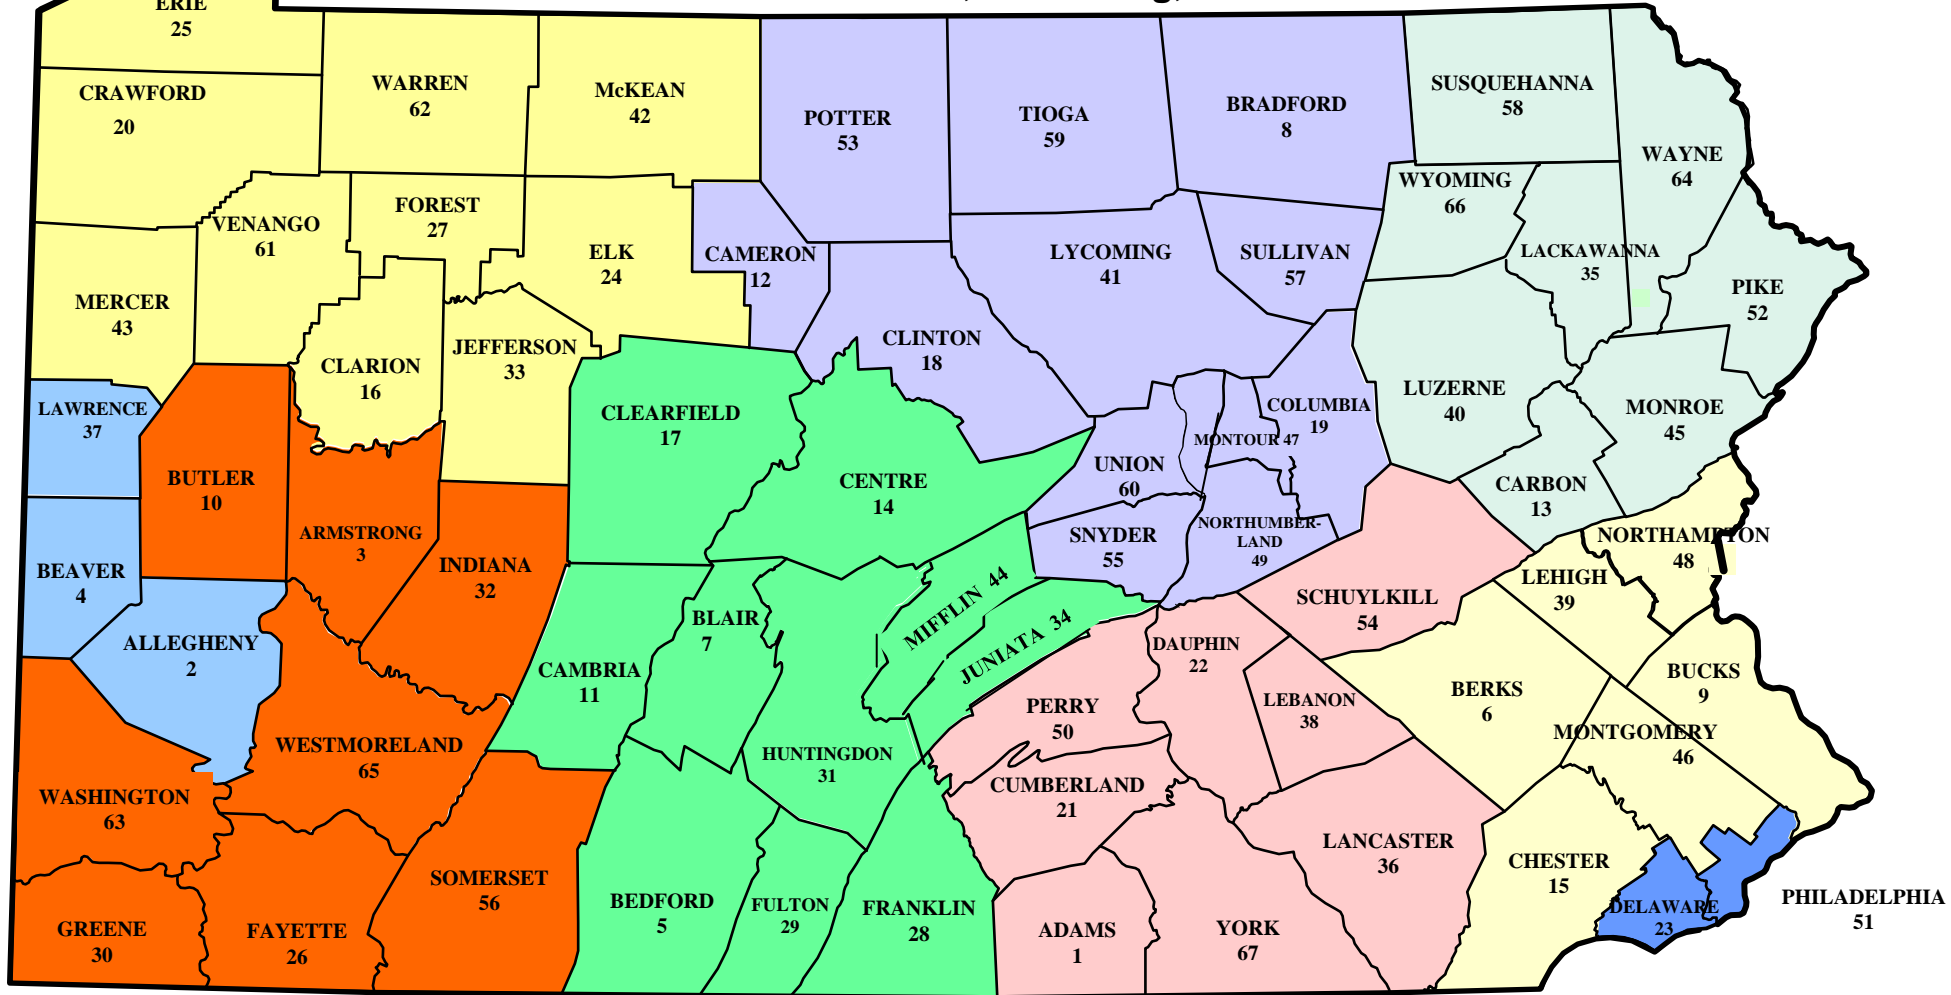 ERIE
25
WARREN
62
McKEAN
42
POTTER
53
TIOGA
59
BRADFORD
8
SUSQUEHANNA
58
WAYNE
64
CRAWFORD
20
WYOMING
66
LACKAWANNA
35
PIKE
52
VENANGO
61
FOREST
27
ELK
24
CAMERON
12
LYCOMING
41
SULLIVAN
57
MERCER
43
CLARION
16
JEFFERSON
33
CLINTON
18
LUZERNE
40
MONROE
45
LAWRENCE
37
CLEARFIELD
17
COLUMBIA
19
MONTOUR 47
BUTLER
10
CENTRE
14
UNION
60
CARBON
13
ARMSTRONG
3
INDIANA
32
SNYDER
55
NORTHUMBER-
LAND
49
NORTHAMPTON
48
BEAVER
4
LEHIGH
39
SCHUYLKILL
54
MIFFLIN 44
JUNIATA 34
BLAIR
7
ALLEGHENY
2
CAMBRIA
11
DAUPHIN
22
PERRY
50
LEBANON
38
BERKS
6
BUCKS
9
MONTGOMERY
46
WESTMORELAND
65
HUNTINGDON
31
CUMBERLAND
21
WASHINGTON
63
LANCASTER
36
CHESTER
15
SOMERSET
56
BEDFORD
5
FULTON
29
FRANKLIN
28
DELAWARE
23
PHILADELPHIA
51
GREENE
30
FAYETTE
26
ADAMS
1
YORK
67